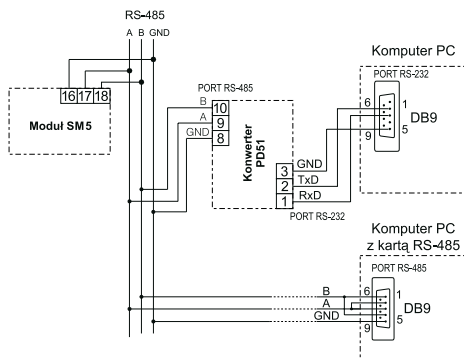 RS-485
A B GND
16 17 18
Moduł SM5
PORT RS-485
B 10
A 9
GND 8
Konwerter
PD51
3 GND
2 TxD
1 RxD
PORT RS-232
Komputer PC
PORT RS-232
6 1
DB9
9 5
Komputer PC
z kartą RS-485
PORT RS-485
B 6 1
A DB9
GND 9 5